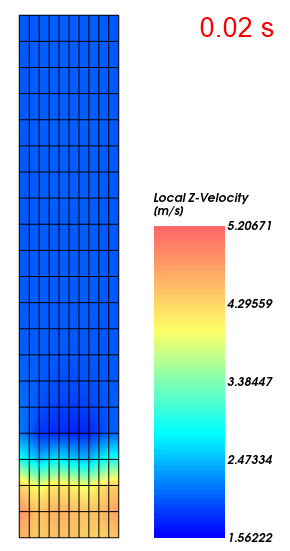 0.02 s
Local Z-Velocity
(m/s)
5.20671
4.29559
3.38447
2.47334
1.56222